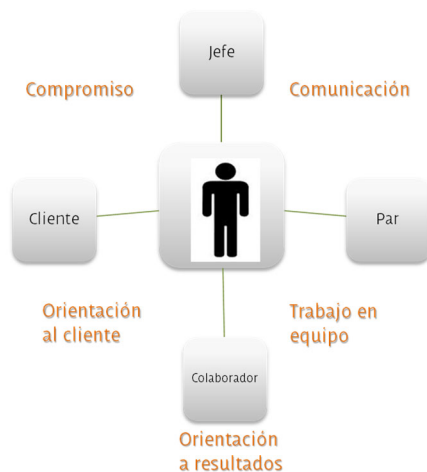 Jefe
Compromiso
Comunicación
Cliente
Par
Orientación
al cliente
Trabajo en
equipo
Colaborador
Orientación
a resultados